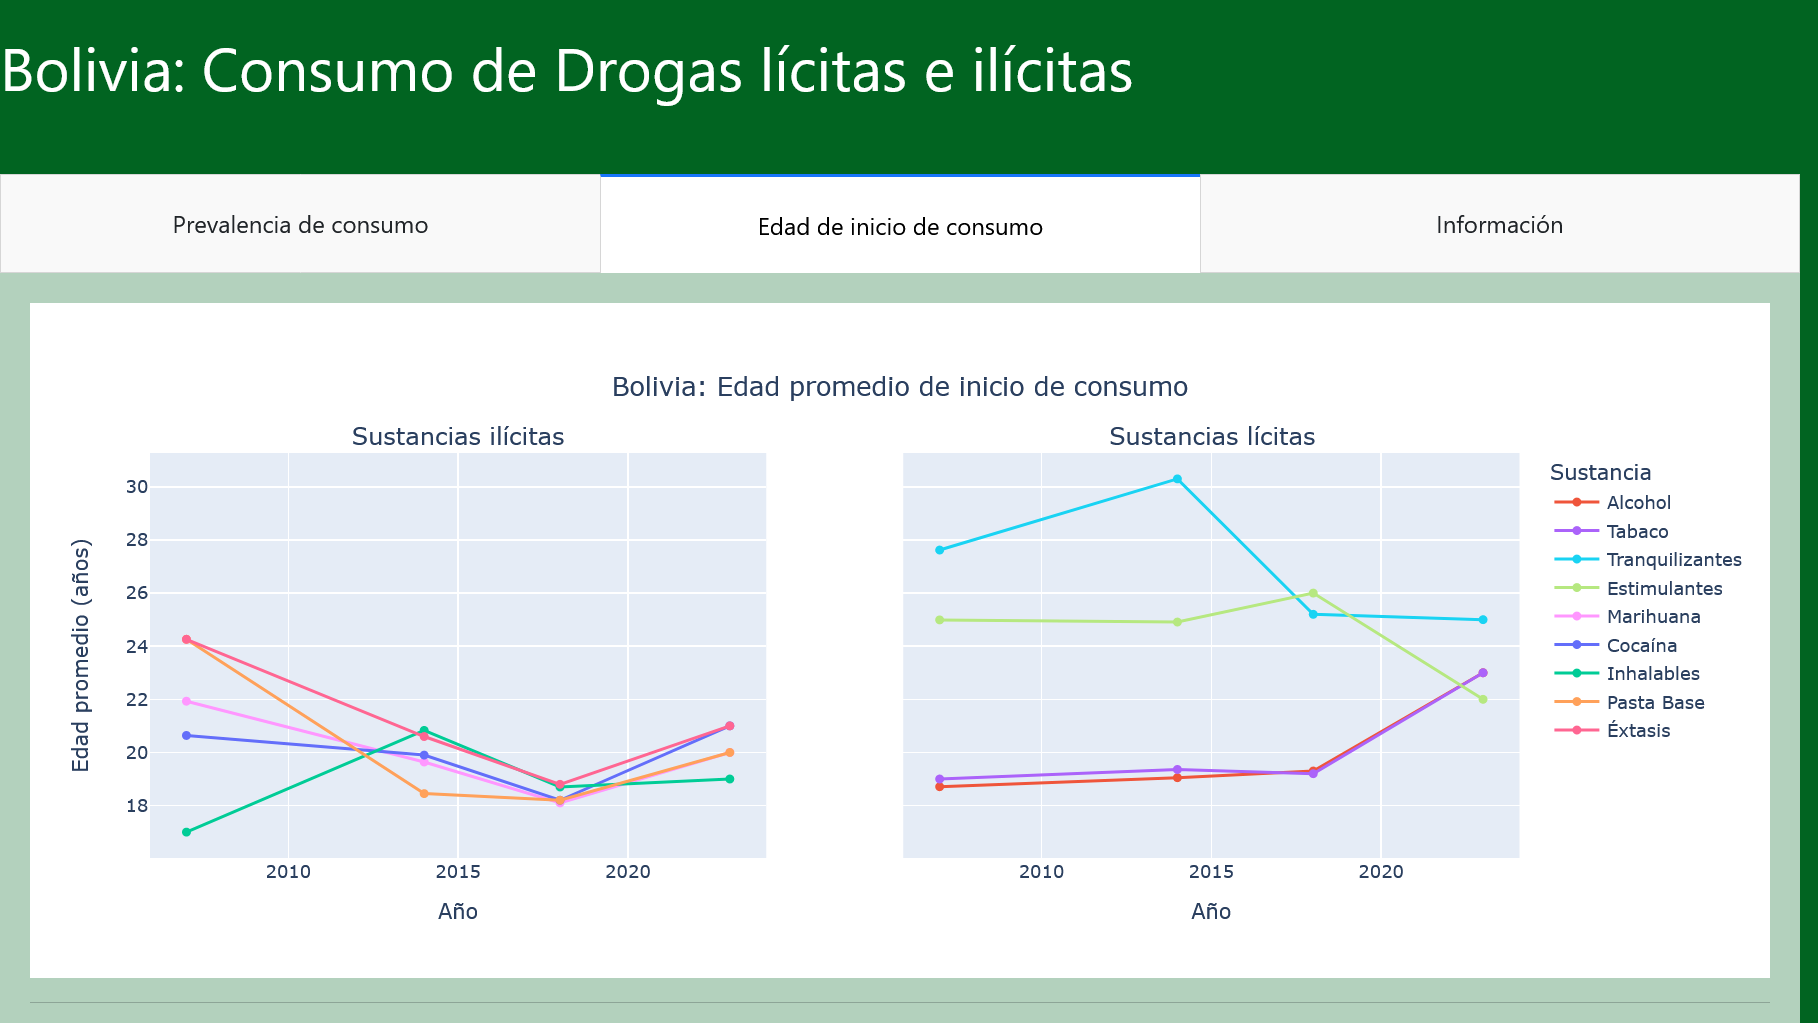 Bolivia: Consumo de Drogas lícitas e ilícitas
Prevalencia de consumo
Edad de inicio de consumo
Información
Bolivia: Edad promedio de inicio de consumo
Sustancias ilícitas
Sustancias lícitas
Edad promedio (años)
30
28
26
24
22
20
18
2010 2015 2020
Año
2010 2015 2020
Año
Sustancia
Alcohol
Tabaco
Tranquilizantes
Estimulantes
Marihuana
Cocaína
Inhalables
Pasta Base
Éxtasis